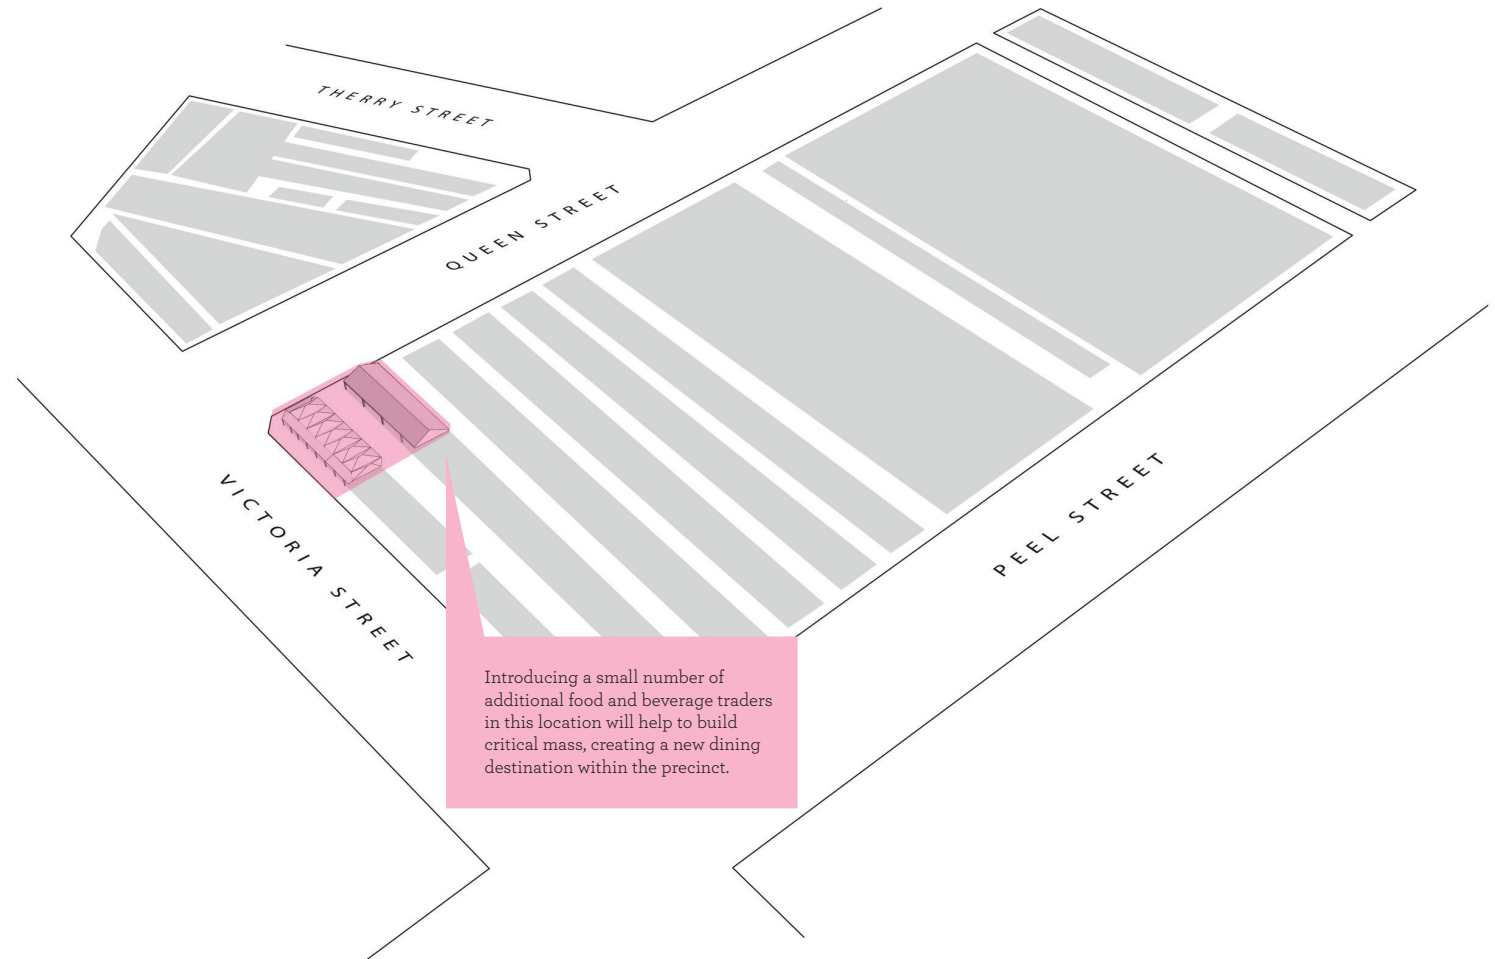 THERRY STREET
QUEEN STREET
VICTORIA STREET
PEEL STREET
Introducing a small number of
additional food and beverage traders
in this location will help to build
critical mass, creating a new dining
destination within the precinct.